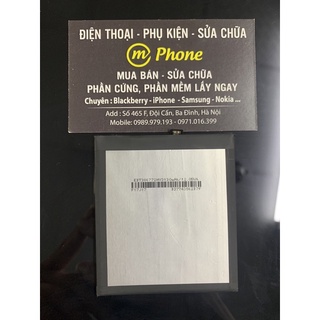 ĐIỆN THOẠI - PHỤ KIỆN - SỬA CHỮA
m Phone
MUA BÁN - SỬA CHỮA
PHẦN CỨNG, PHẦN MỀM LẤY NGAY
Chuyên : Blackberry - iPhone - Samsung - Nokia ...
Add : Số 465 F, Đội Cấn, Ba Đình, Hà Nội
Mobile: 0989.979.193 - 0971.016.399